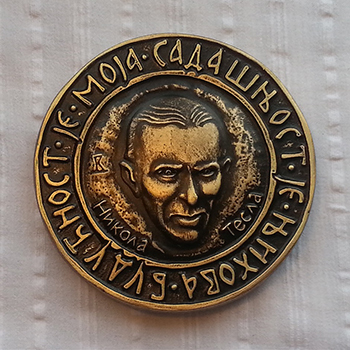 САДАШЊОСТ · ЈЕ · ЊИХОВА · БУДУЋНОСТ · ЈЕ · МОЈА ·
Никола Тесла